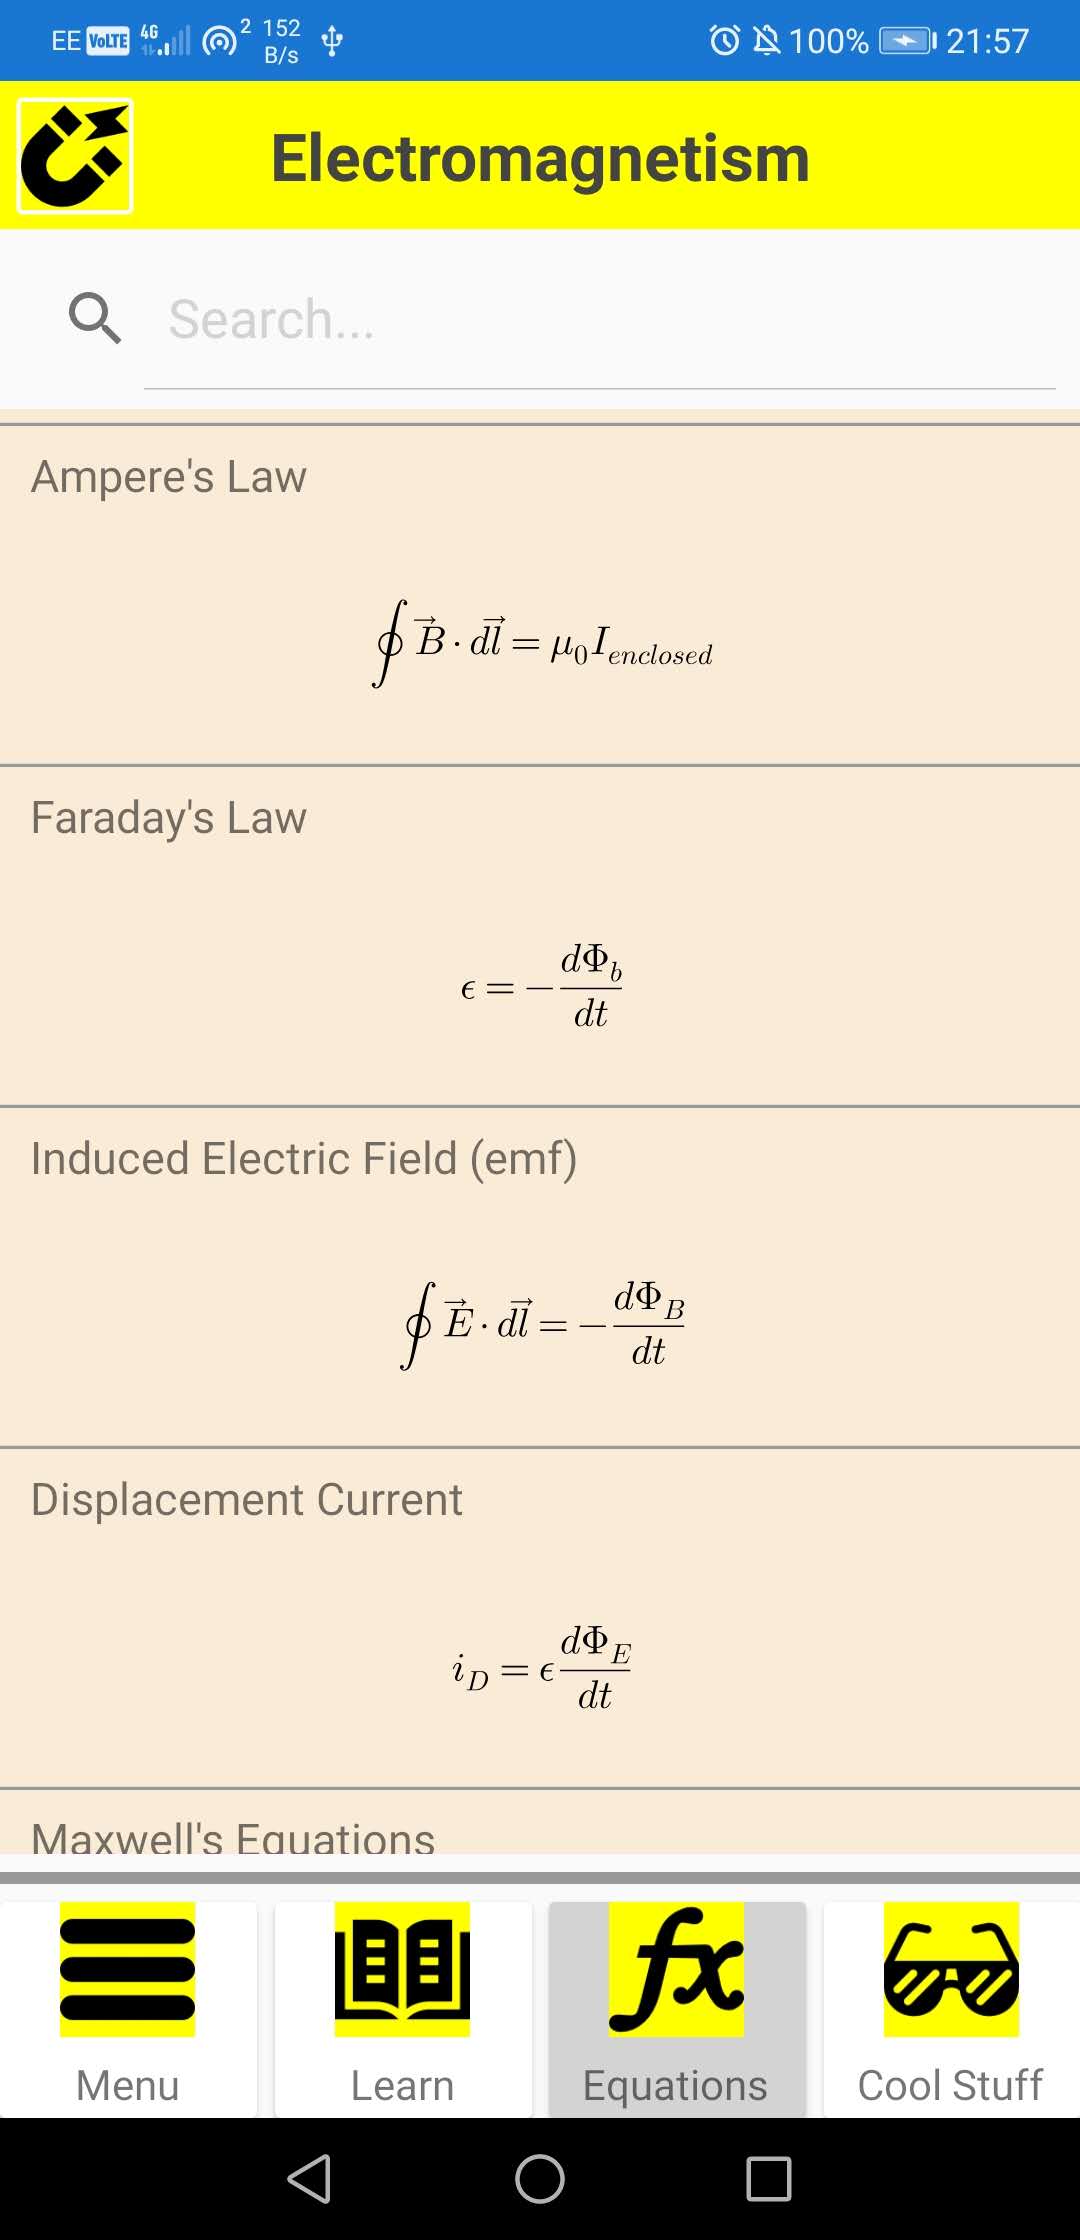 EE VoLTE 4G 2 152 B/s 100% 21:57
Electromagnetism
Search...
Ampere's Law
∮ B⃗ · dl⃗ = μ₀I_enclosed
Faraday's Law
ϵ = − dΦ_b / dt
Induced Electric Field (emf)
∮ E⃗ · dl⃗ = − dΦ_B / dt
Displacement Current
i_D = ϵ dΦ_E / dt
Maxwell's Equations
fx
Menu Learn Equations Cool Stuff